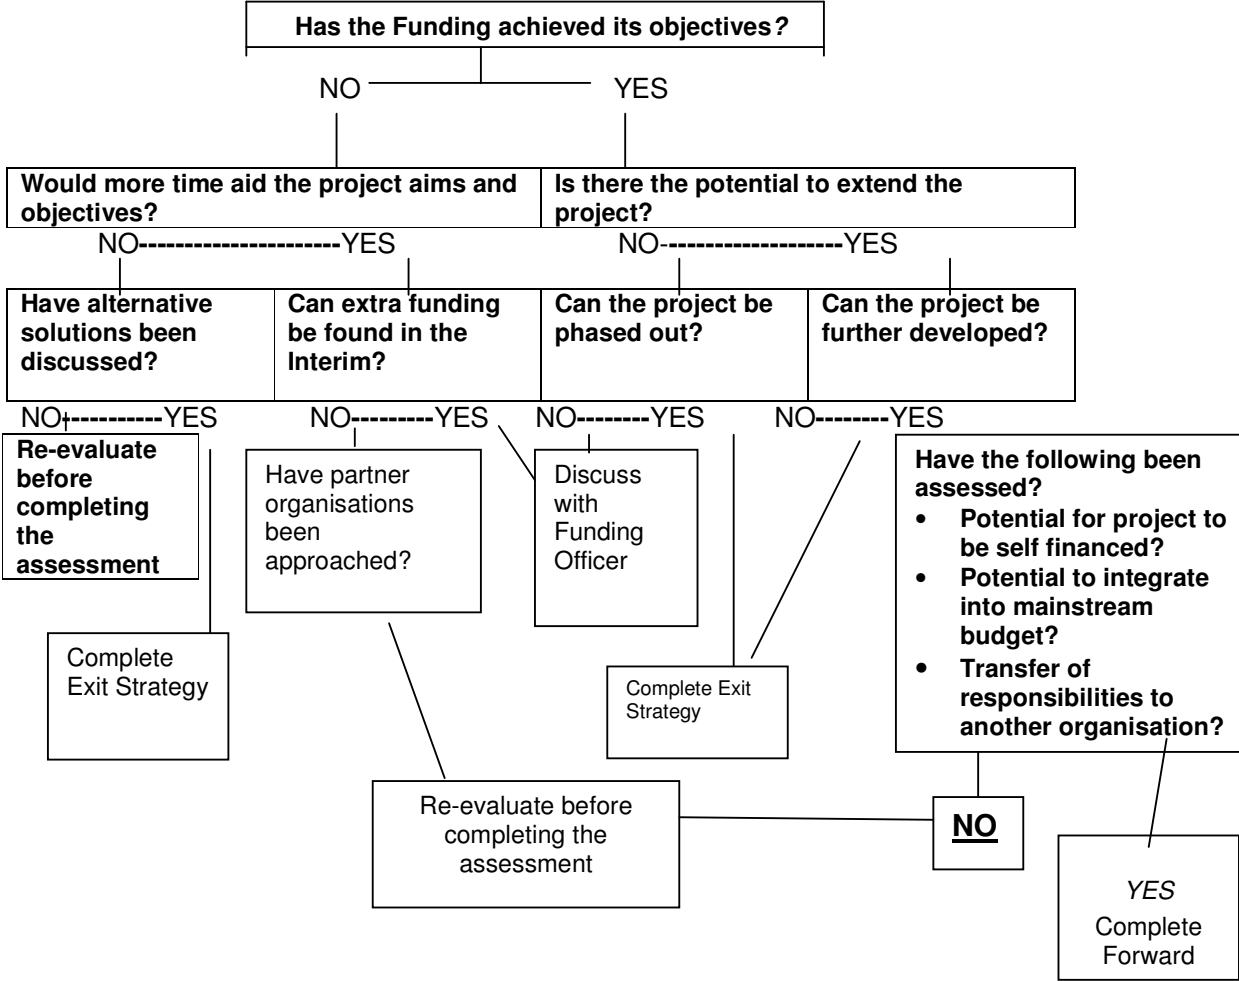 Has the Funding achieved its objectives?
NO YES
Would more time aid the project aims and
objectives?
Is there the potential to extend the
project?
NO----------------------YES
NO--------------------YES
Have alternative
solutions been
discussed?
Can extra funding
be found in the
Interim?
Can the project be
phased out?
Can the project be
further developed?
NO-----------YES
NO---------YES
NO--------YES
NO--------YES
Re-evaluate
before
completing
the
assessment
Have partner
organisations
been
approached?
Discuss
with
Funding
Officer
Have the following been
assessed?
• Potential for project to
be self financed?
• Potential to integrate
into mainstream
budget?
• Transfer of
responsibilities to
another organisation?
Complete
Exit Strategy
Complete Exit
Strategy
Re-evaluate before
completing the
assessment
NO
YES
Complete
Forward